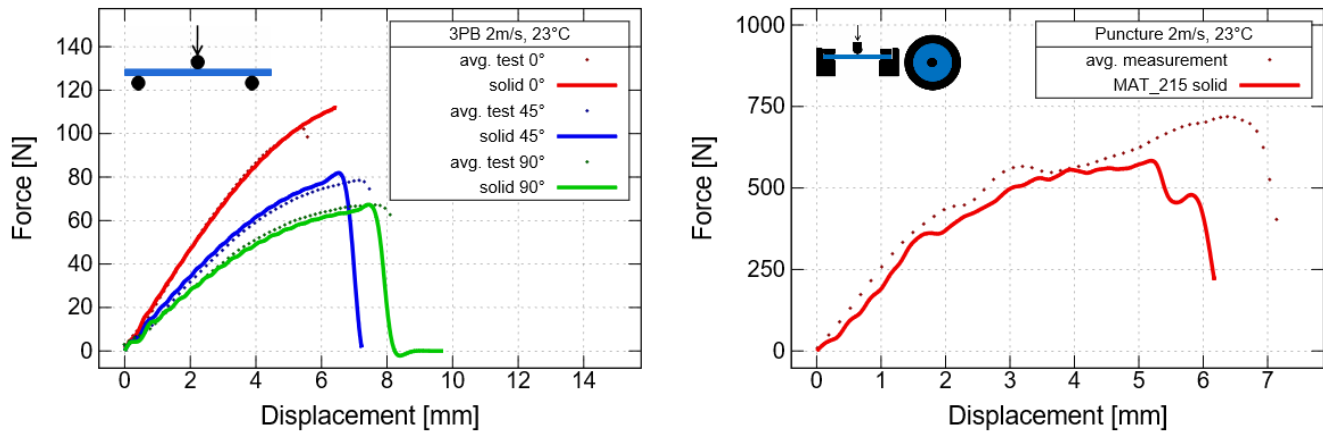 3PB 2m/s, 23°C
avg. test 0°
solid 0°
avg. test 45°
solid 45°
avg. test 90°
solid 90°
140
120
100
80
60
40
20
0
Force [N]
0 2 4 6 8 10 12 14
Displacement [mm]
Puncture 2m/s, 23°C
avg. measurement
MAT_215 solid
1000
750
500
250
0
Force [N]
0 1 2 3 4 5 6 7
Displacement [mm]